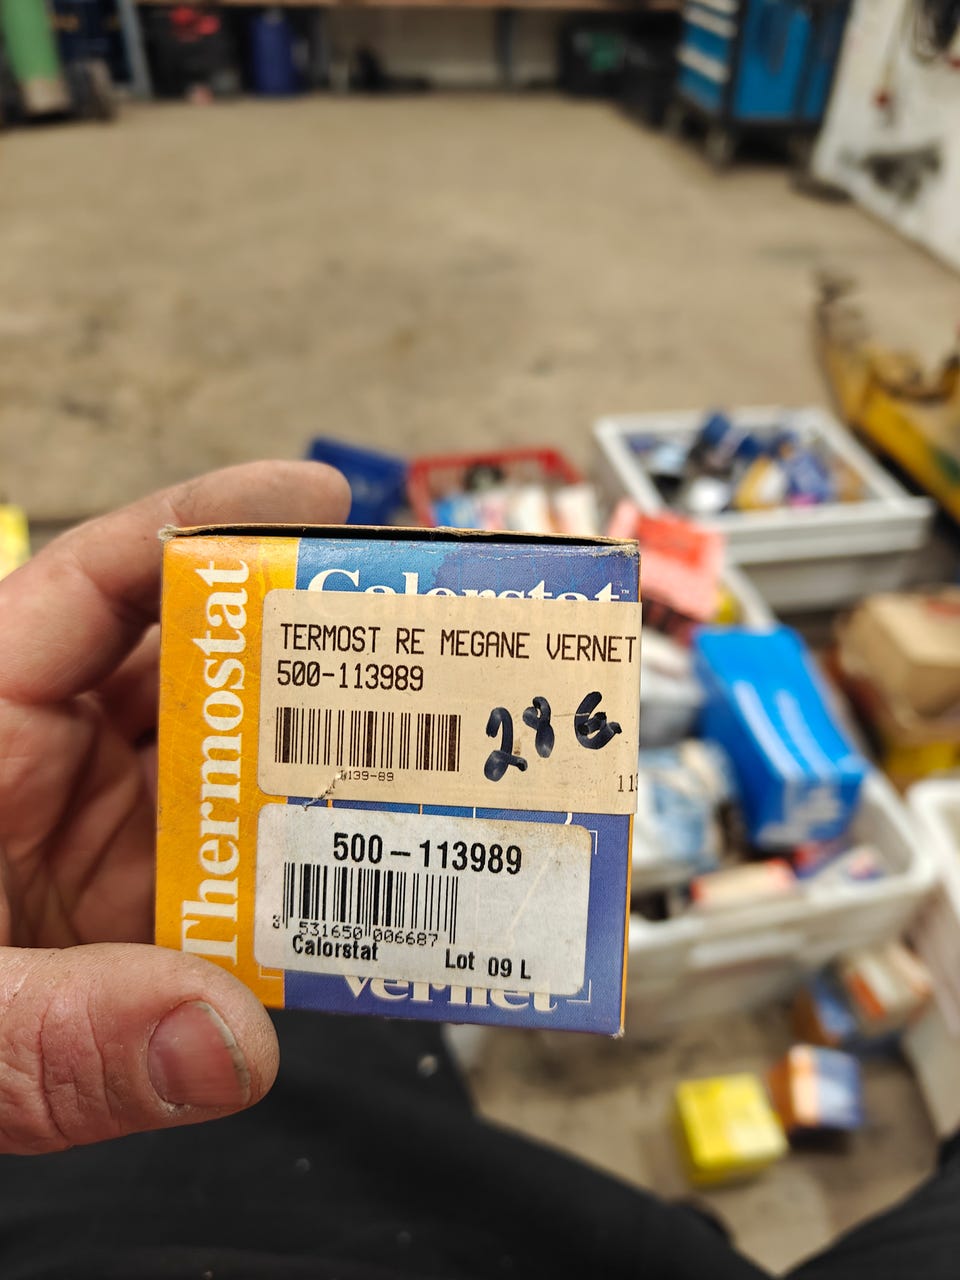 Thermostat
Calorstat
TERMOST RE MEGANE VERNET
500-113989
28 €
500-113989
3 531650 006687
Calorstat
Lot 09 L
vernet